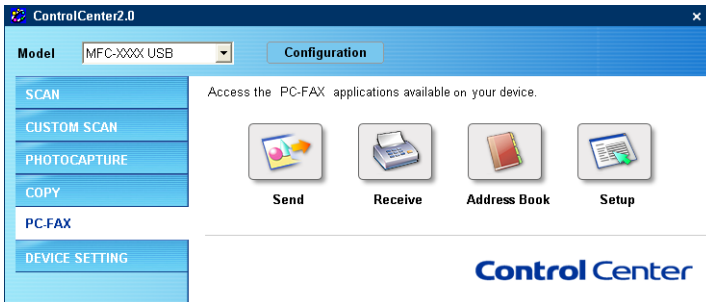 ControlCenter2.0
Model MFC-XXXX USB Configuration
SCAN
Access the PC-FAX applications available on your device.
CUSTOM SCAN
PHOTOCAPTURE
COPY
Send Receive Address Book Setup
PC-FAX
DEVICE SETTING
Control Center